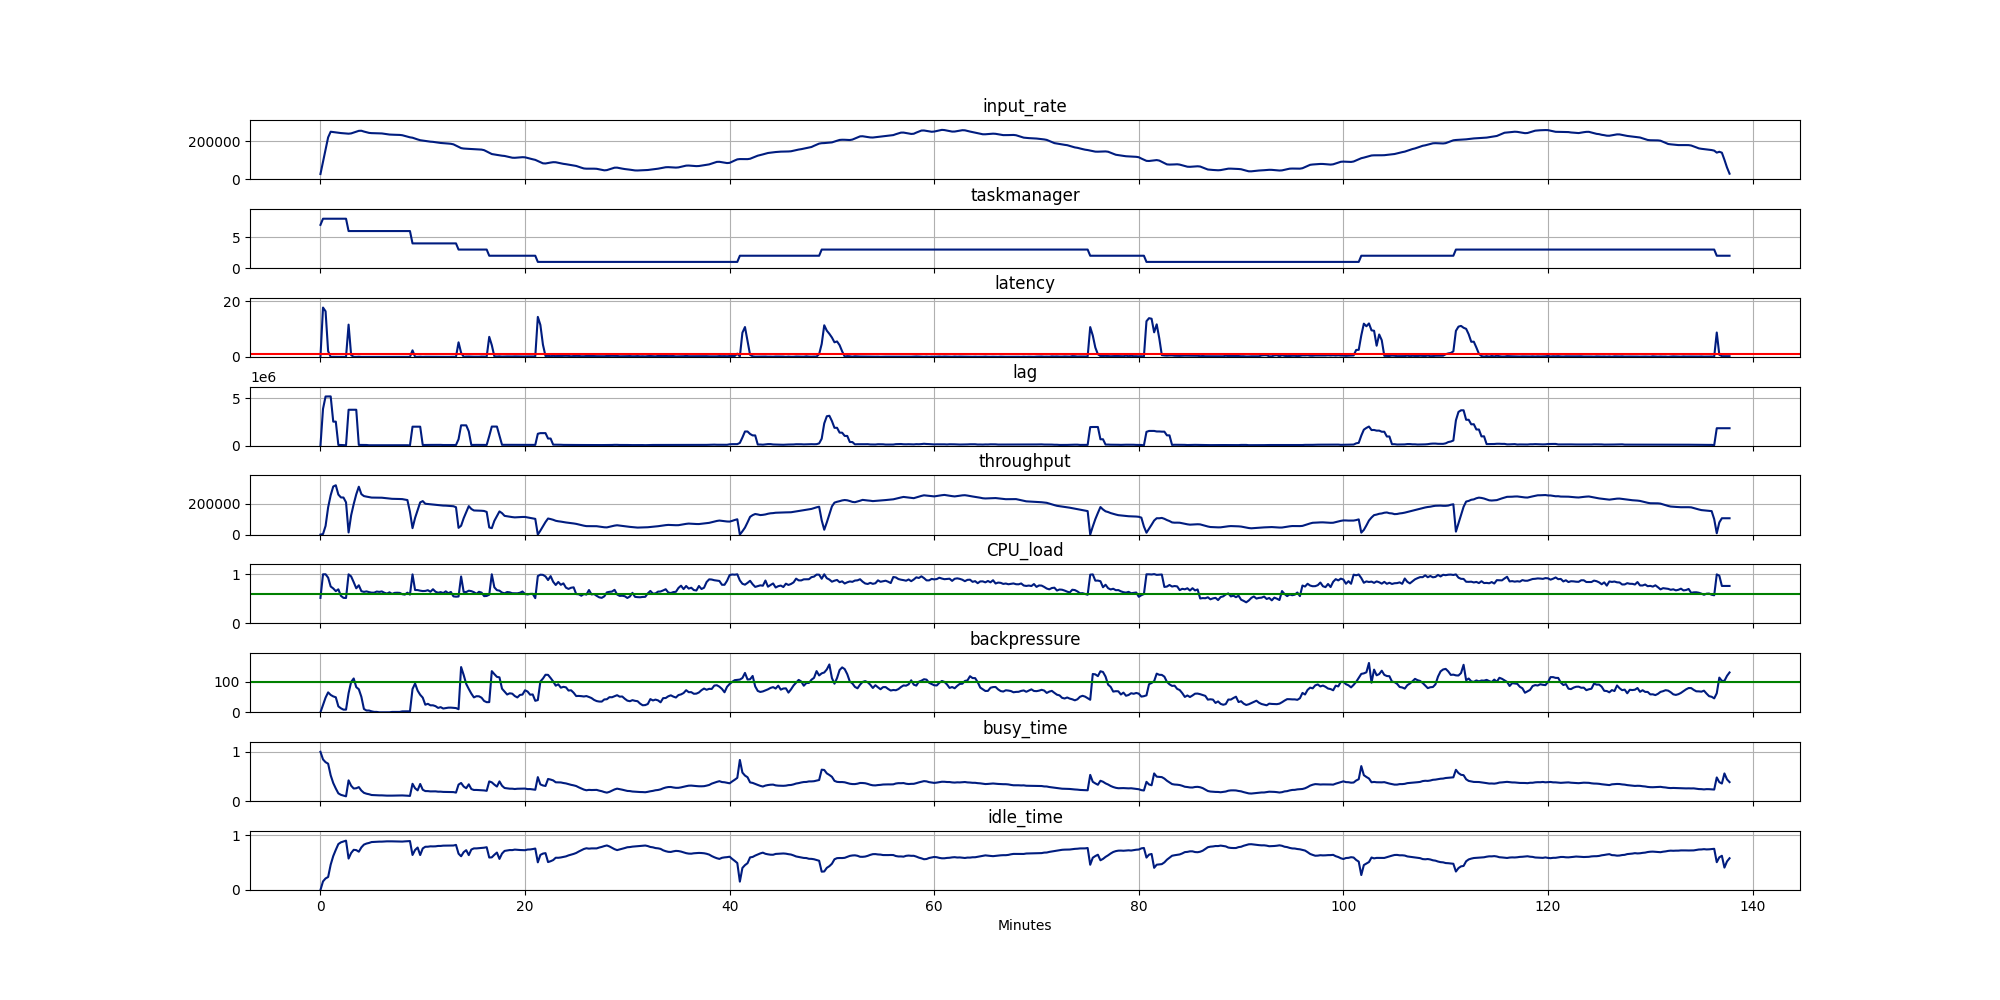 input_rate
200000
0
taskmanager
5
0
latency
20
0
1e6
lag
5
0
throughput
200000
0
CPU_load
1
0
backpressure
100
0
busy_time
1
0
idle_time
1
0
0 20 40 60 80 100 120 140
Minutes